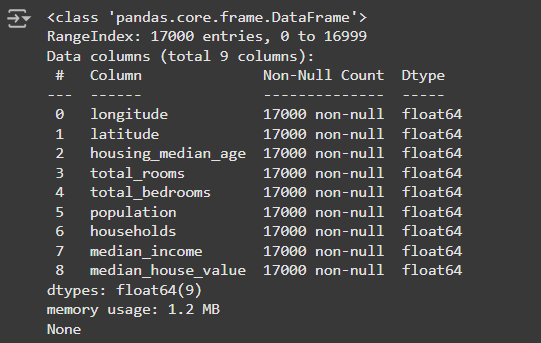 <class 'pandas.core.frame.DataFrame'>
RangeIndex: 17000 entries, 0 to 16999
Data columns (total 9 columns):
 #   Column              Non-Null Count  Dtype
---  ------              --------------  -----
 0   longitude           17000 non-null  float64
 1   latitude            17000 non-null  float64
 2   housing_median_age  17000 non-null  float64
 3   total_rooms         17000 non-null  float64
 4   total_bedrooms      17000 non-null  float64
 5   population          17000 non-null  float64
 6   households          17000 non-null  float64
 7   median_income       17000 non-null  float64
 8   median_house_value  17000 non-null  float64
dtypes: float64(9)
memory usage: 1.2 MB
None